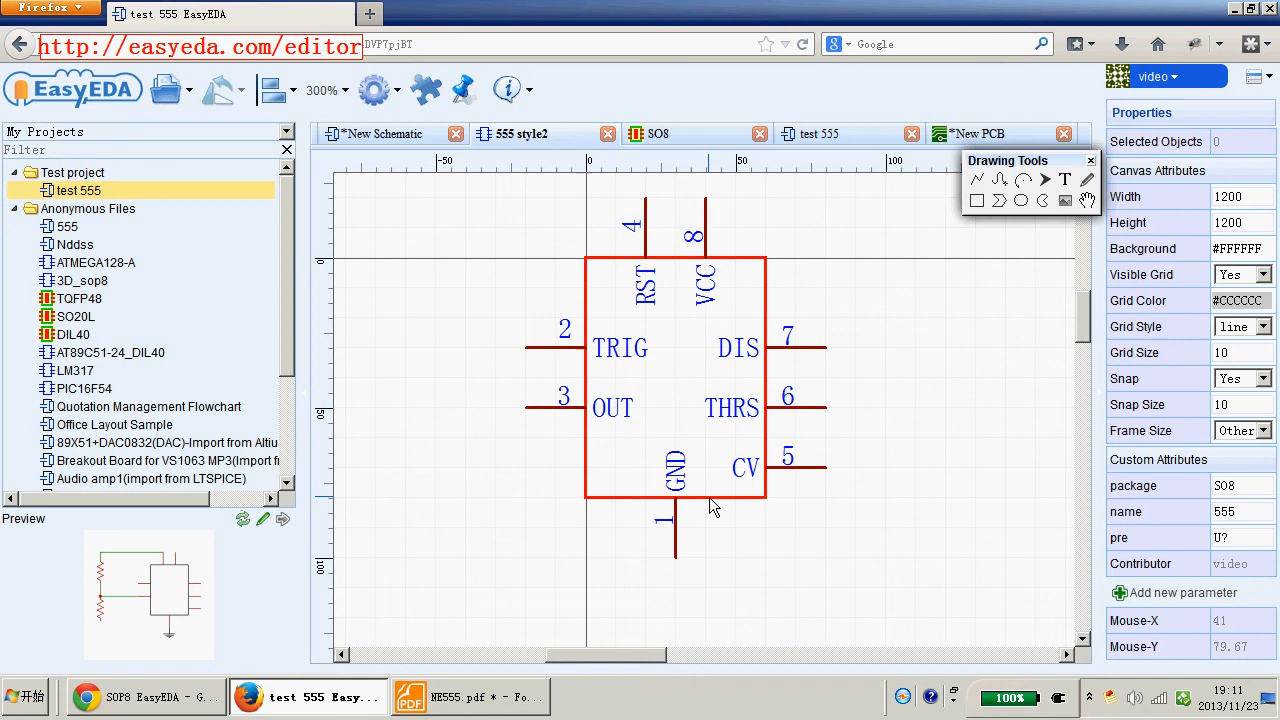 Firefox
test 555 EasyEDA
http://easyeda.com/editor
DVP7pjBT
Google
EasyEDA
300%
video
My Projects
*New Schematic
555 style2
SO8
test 555
*New PCB
Filter
Test project
test 555
Anonymous Files
555
Nddss
ATMEGA128-A
3D_sop8
TQFP48
SO20L
DIL40
AT89C51-24_DIL40
LM317
PIC16F54
Quotation Management Flowchart
Office Layout Sample
89X51+DAC0832(DAC)-Import from Altiu
Breakout Board for VS1063 MP3(Import from
Audio amp1(import from LTSPICE)
Preview
-50
0
50
100
0
50
100
4
8
RST
VCC
2
TRIG
DIS
7
3
OUT
THRS
6
GND
CV
5
1
Drawing Tools
T
Properties
Selected Objects 0
Canvas Attributes
Width 1200
Height 1200
Background #FFFFFF
Visible Grid Yes
Grid Color #CCCCCC
Grid Style line
Grid Size 10
Snap Yes
Snap Size 10
Frame Size Other
Custom Attributes
package SO8
name 555
pre U?
Contributor video
Add new parameter
Mouse-X 41
Mouse-Y 79.67
开始
SOP8 EasyEDA - G...
test 555 Easy...
PDF
NE555.pdf * - Fo...
100%
19:11
2013/11/23